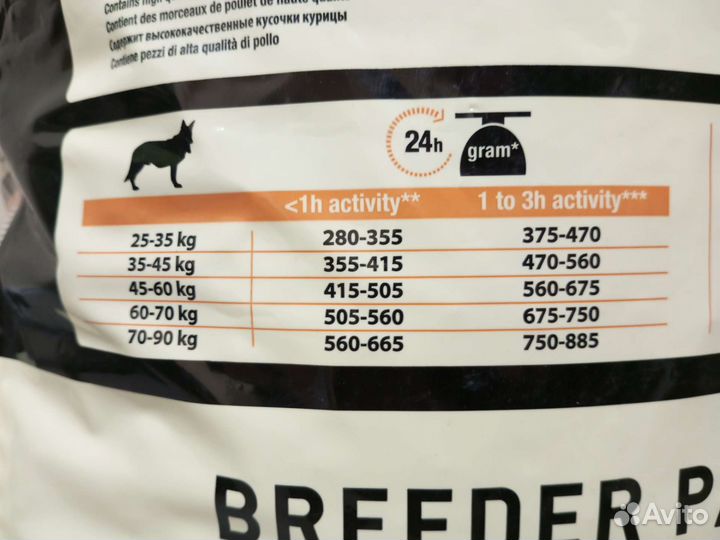 Contains high
Contient des morceaux de poulet de haute
Содержит высококачественные кусочки курицы
Contiene pezzi di alta qualità di pollo
24h
gram*
<1h activity** 1 to 3h activity***
25-35 kg 280-355 375-470
35-45 kg 355-415 470-560
45-60 kg 415-505 560-675
60-70 kg 505-560 675-750
70-90 kg 560-665 750-885
BREEDER
Avito